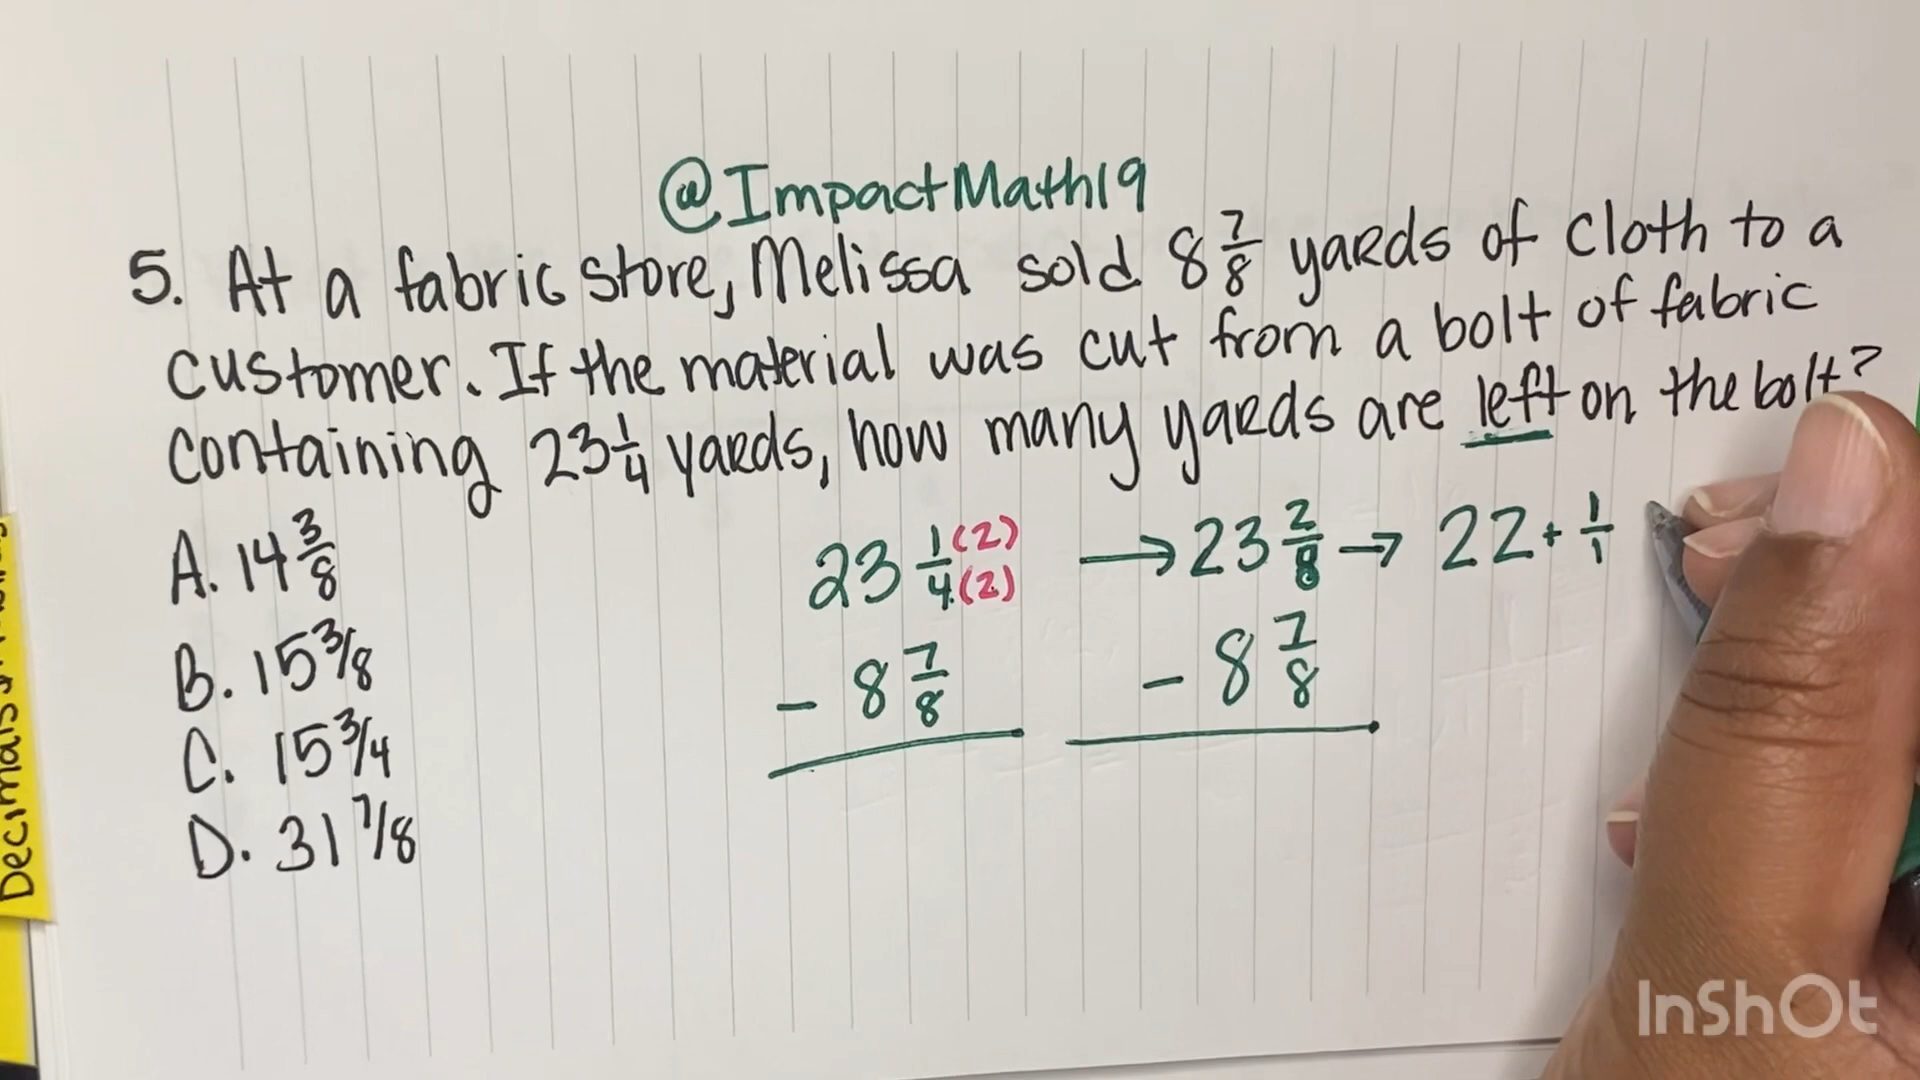 @ImpactMath19
5. At a fabric store, Melissa sold 8 7/8 yards of cloth to a
customer. If the material was cut from a bolt of fabric
containing 23 1/4 yards, how many yards are left on the bolt?
A. 14 3/8
B. 15 3/8
C. 15 3/4
D. 31 7/8
23 1(2)/4(2) → 23 2/8 → 22 + 1/1
- 8 7/8 - 8 7/8
Decimals
InShOt